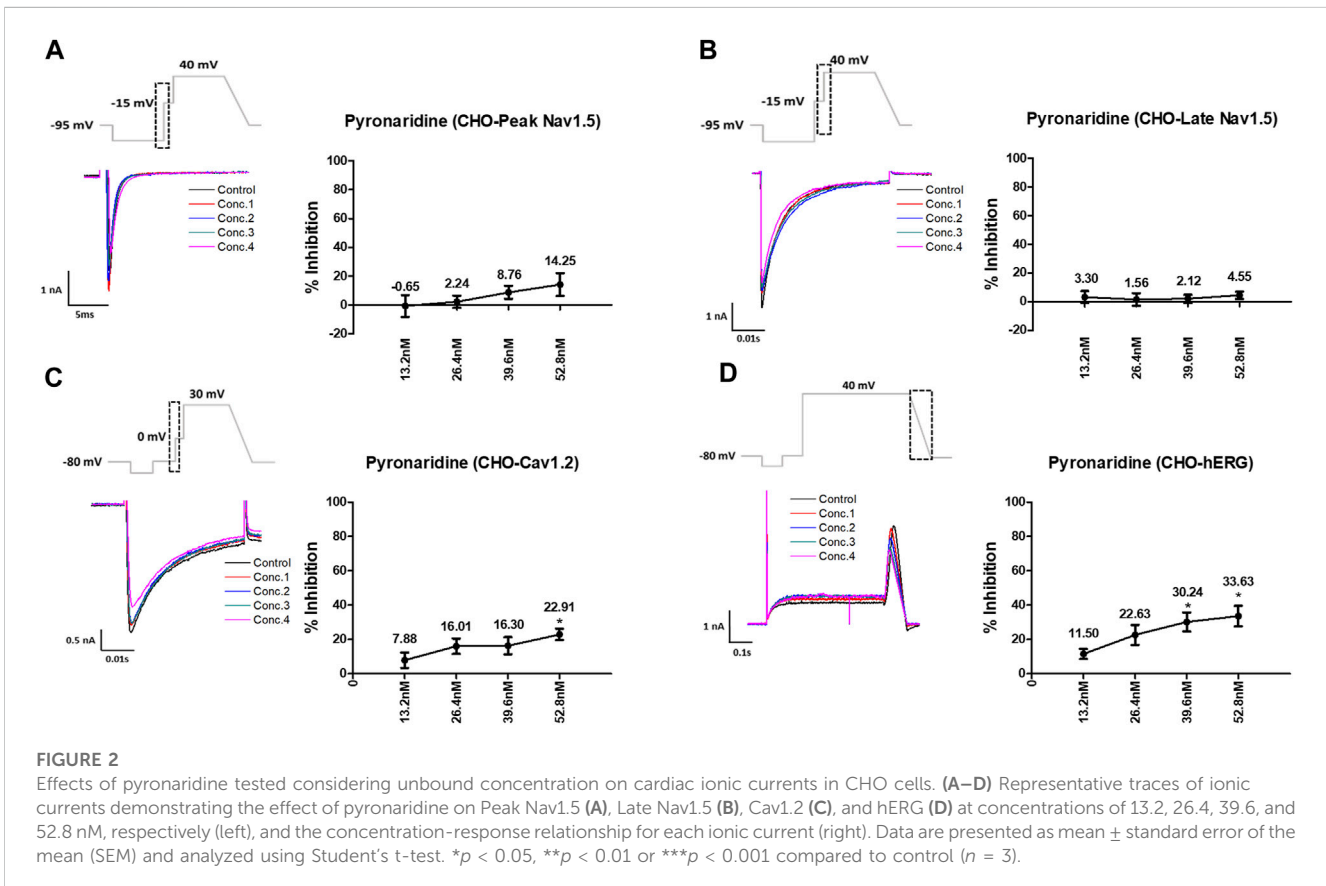 A
40 mV
-15 mV
-95 mV
Control
Conc.1
Conc.2
Conc.3
Conc.4
1 nA
5ms
Pyronaridine (CHO-Peak Nav1.5)
% Inhibition
100
80
60
40
20
0
-20
-0.65
2.24
8.76
14.25
13.2nM
26.4nM
39.6nM
52.8nM
B
40 mV
-15 mV
-95 mV
Control
Conc.1
Conc.2
Conc.3
Conc.4
1 nA
0.01s
Pyronaridine (CHO-Late Nav1.5)
% Inhibition
100
80
60
40
20
0
-20
3.30
1.56
2.12
4.55
13.2nM
26.4nM
39.6nM
52.8nM
C
30 mV
0 mV
-80 mV
Control
Conc.1
Conc.2
Conc.3
Conc.4
0.5 nA
0.01s
Pyronaridine (CHO-Cav1.2)
% Inhibition
100
80
60
40
20
0
7.88
16.01
16.30
22.91
*
0
13.2nM
26.4nM
39.6nM
52.8nM
D
40 mV
-80 mV
Control
Conc.1
Conc.2
Conc.3
Conc.4
1 nA
0.1s
Pyronaridine (CHO-hERG)
% Inhibition
100
80
60
40
20
0
11.50
22.63
30.24
*
33.63
*
0
13.2nM
26.4nM
39.6nM
52.8nM
FIGURE 2
Effects of pyronaridine tested considering unbound concentration on cardiac ionic currents in CHO cells. (A–D) Representative traces of ionic
currents demonstrating the effect of pyronaridine on Peak Nav1.5 (A), Late Nav1.5 (B), Cav1.2 (C), and hERG (D) at concentrations of 13.2, 26.4, 39.6, and
52.8 nM, respectively (left), and the concentration-response relationship for each ionic current (right). Data are presented as mean ± standard error of the
mean (SEM) and analyzed using Student's t-test. *p < 0.05, **p < 0.01 or ***p < 0.001 compared to control (n = 3).